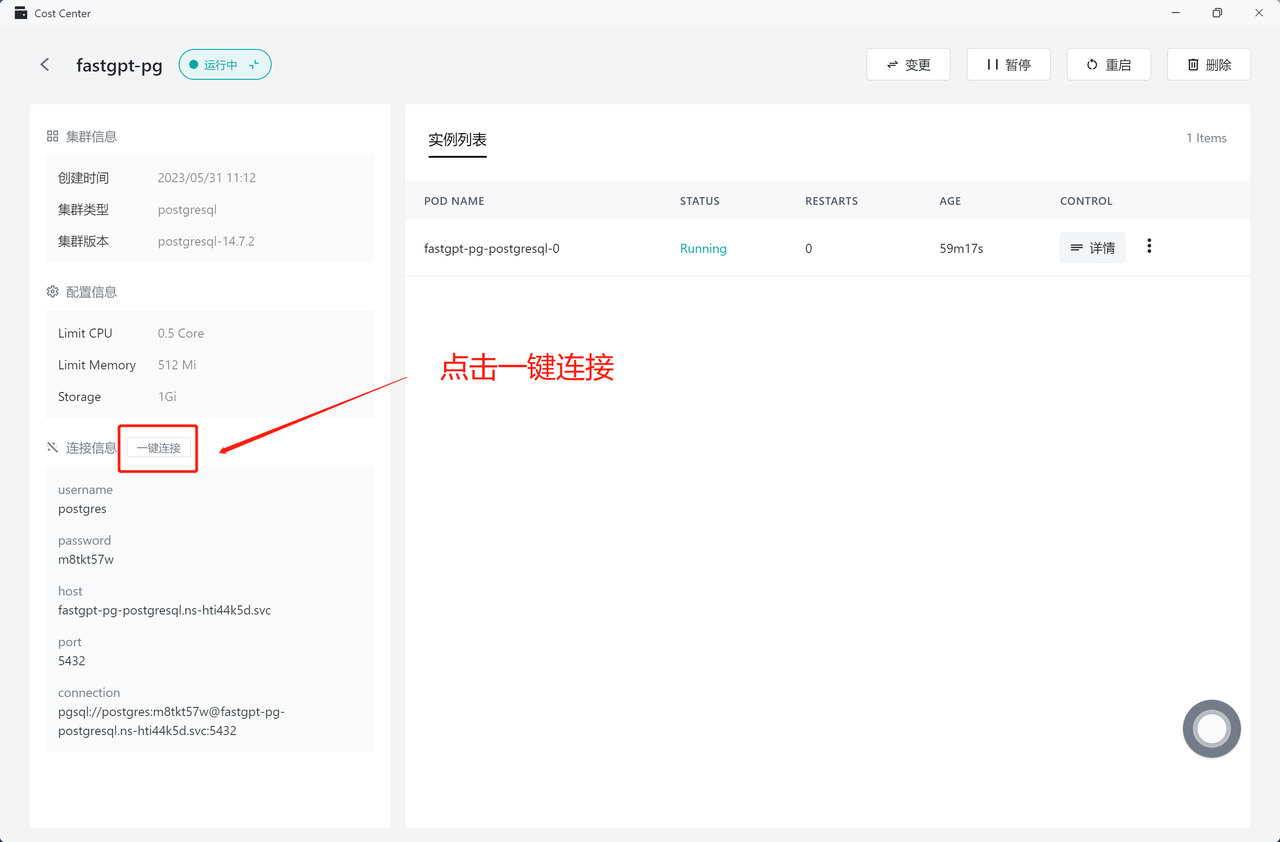 Cost Center
fastgpt-pg
运行中
变更
暂停
重启
删除
集群信息
创建时间 2023/05/31 11:12
集群类型 postgresql
集群版本 postgresql-14.7.2
配置信息
Limit CPU 0.5 Core
Limit Memory 512 Mi
Storage 1Gi
连接信息 一键连接
username
postgres
password
m8tkt57w
host
fastgpt-pg-postgresql.ns-hti44k5d.svc
port
5432
connection
pgsql://postgres:m8tkt57w@fastgpt-pg-
postgresql.ns-hti44k5d.svc:5432
实例列表
1 Items
POD NAME STATUS RESTARTS AGE CONTROL
fastgpt-pg-postgresql-0 Running 0 59m17s 详情
点击一键连接